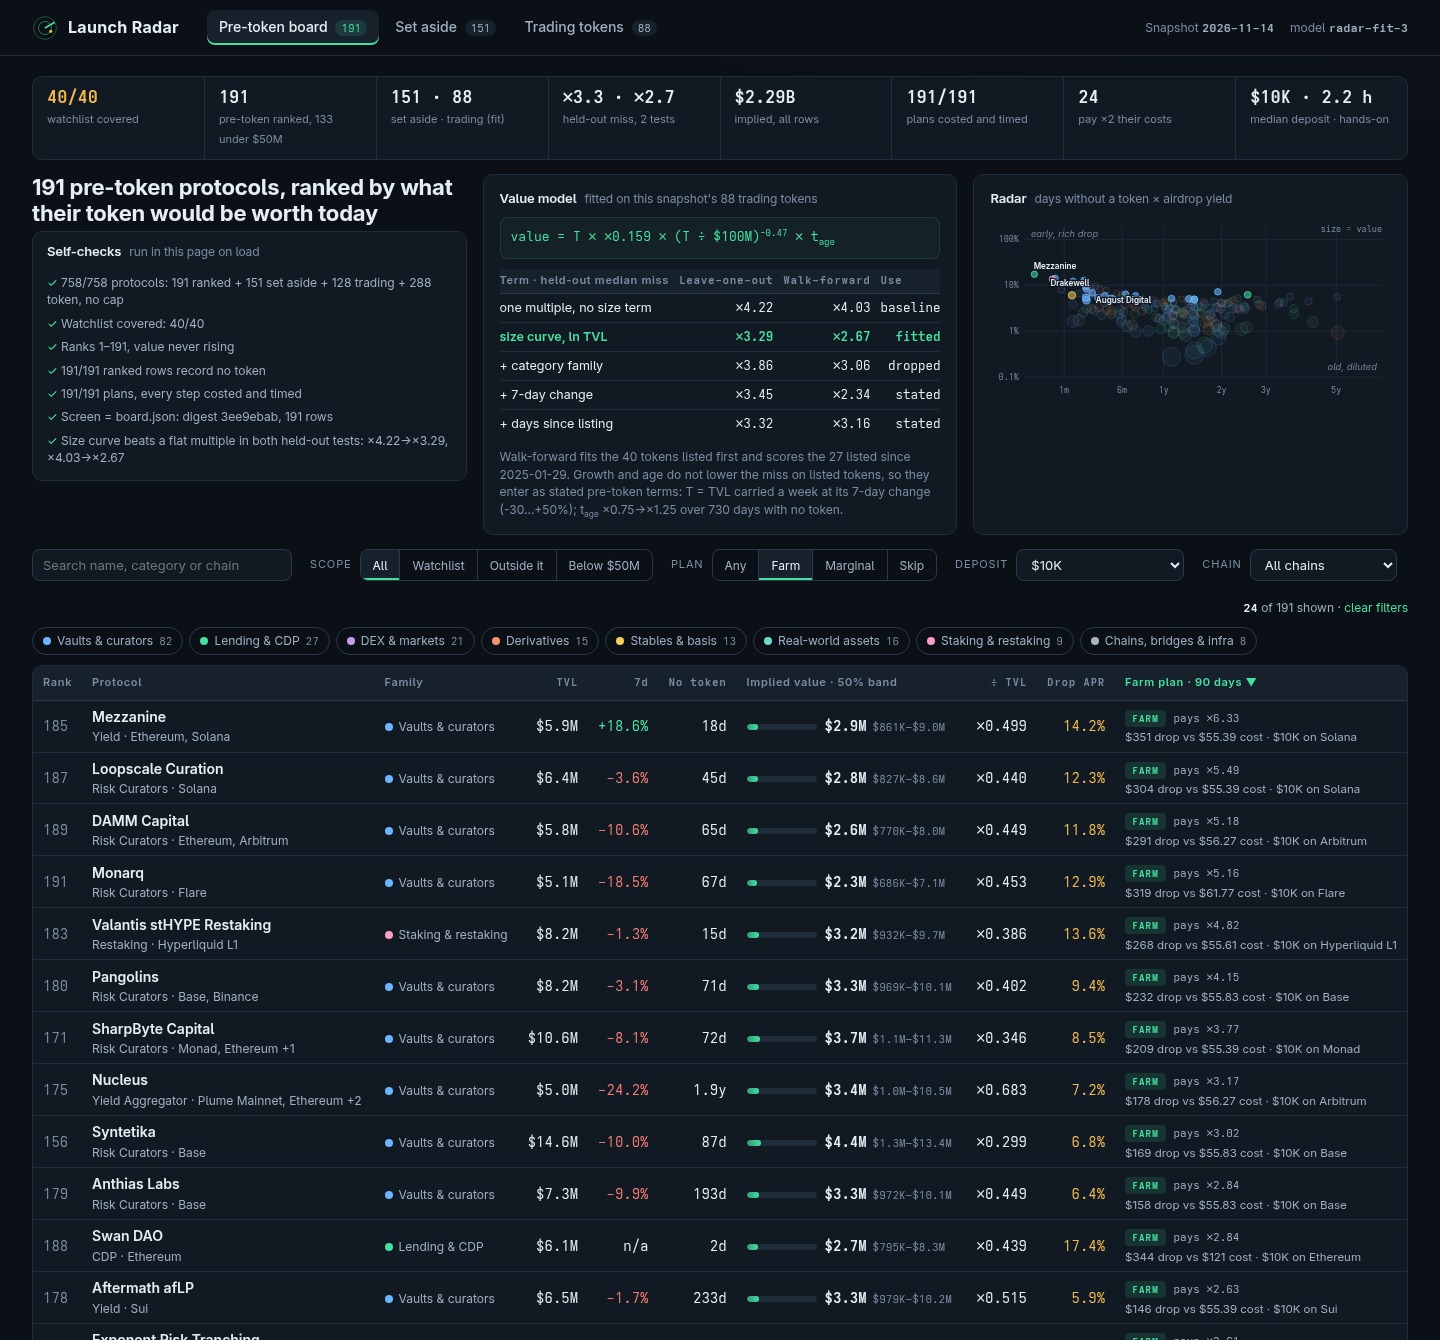 Launch Radar
Pre-token board 191
Set aside 151
Trading tokens 88
Snapshot 2026-11-14 model radar-fit-3
40/40
watchlist covered
191
pre-token ranked, 133
under $50M
151 · 88
set aside · trading (fit)
×3.3 · ×2.7
held-out miss, 2 tests
$2.29B
implied, all rows
191/191
plans costed and timed
24
pay ×2 their costs
$10K · 2.2 h
median deposit · hands-on
191 pre-token protocols, ranked by what
their token would be worth today
Self-checks run in this page on load
✓ 758/758 protocols: 191 ranked + 151 set aside + 128 trading + 288
token, no cap
✓ Watchlist covered: 40/40
✓ Ranks 1–191, value never rising
✓ 191/191 ranked rows record no token
✓ 191/191 plans, every step costed and timed
✓ Screen = board.json: digest 3ee9ebab, 191 rows
✓ Size curve beats a flat multiple in both held-out tests: ×4.22→×3.29,
×4.03→×2.67
Value model fitted on this snapshot's 88 trading tokens
value = T × ×0.159 × (T ÷ $100M)−0.47 × tage
Term · held-out median miss Leave-one-out Walk-forward Use
one multiple, no size term ×4.22 ×4.03 baseline
size curve, ln TVL ×3.29 ×2.67 fitted
+ category family ×3.86 ×3.06 dropped
+ 7-day change ×3.45 ×2.34 stated
+ days since listing ×3.32 ×3.16 stated
Walk-forward fits the 40 tokens listed first and scores the 27 listed since
2025-01-29. Growth and age do not lower the miss on listed tokens, so they
enter as stated pre-token terms: T = TVL carried a week at its 7-day change
(-30…+50%); tage ×0.75→×1.25 over 730 days with no token.
Radar days without a token × airdrop yield
100%
early, rich drop
size = value
Mezzanine
10%
Drakewell
August Digital
1%
old, diluted
0.1%
1m 6m 1y 2y 3y 5y
Search name, category or chain
SCOPE All Watchlist Outside it Below $50M
PLAN Any Farm Marginal Skip
DEPOSIT $10K
CHAIN All chains
24 of 191 shown · clear filters
Vaults & curators 82
Lending & CDP 27
DEX & markets 21
Derivatives 15
Stables & basis 13
Real-world assets 16
Staking & restaking 9
Chains, bridges & infra 8
Rank Protocol Family TVL 7d No token Implied value · 50% band ÷ TVL Drop APR Farm plan · 90 days ▼
185 Mezzanine Vaults & curators $5.9M +18.6% 18d $2.9M $861K–$9.0M ×0.499 14.2% FARM pays ×6.33
Yield · Ethereum, Solana $351 drop vs $55.39 cost · $10K on Solana
187 Loopscale Curation Vaults & curators $6.4M −3.6% 45d $2.8M $827K–$8.6M ×0.440 12.3% FARM pays ×5.49
Risk Curators · Solana $304 drop vs $55.39 cost · $10K on Solana
189 DAMM Capital Vaults & curators $5.8M −10.6% 65d $2.6M $770K–$8.0M ×0.449 11.8% FARM pays ×5.18
Risk Curators · Ethereum, Arbitrum $291 drop vs $56.27 cost · $10K on Arbitrum
191 Monarq Vaults & curators $5.1M −18.5% 67d $2.3M $686K–$7.1M ×0.453 12.9% FARM pays ×5.16
Risk Curators · Flare $319 drop vs $61.77 cost · $10K on Flare
183 Valantis stHYPE Restaking Staking & restaking $8.2M −1.3% 15d $3.2M $932K–$9.7M ×0.386 13.6% FARM pays ×4.82
Restaking · Hyperliquid L1 $268 drop vs $55.61 cost · $10K on Hyperliquid L1
180 Pangolins Vaults & curators $8.2M −3.1% 71d $3.3M $969K–$10.1M ×0.402 9.4% FARM pays ×4.15
Risk Curators · Base, Binance $232 drop vs $55.83 cost · $10K on Base
171 SharpByte Capital Vaults & curators $10.6M −8.1% 72d $3.7M $1.1M–$11.3M ×0.346 8.5% FARM pays ×3.77
Risk Curators · Monad, Ethereum +1 $209 drop vs $55.39 cost · $10K on Monad
175 Nucleus Vaults & curators $5.0M −24.2% 1.9y $3.4M $1.0M–$10.5M ×0.683 7.2% FARM pays ×3.17
Yield Aggregator · Plume Mainnet, Ethereum +2 $178 drop vs $56.27 cost · $10K on Arbitrum
156 Syntetika Vaults & curators $14.6M −10.0% 87d $4.4M $1.3M–$13.4M ×0.299 6.8% FARM pays ×3.02
Risk Curators · Base $169 drop vs $55.83 cost · $10K on Base
179 Anthias Labs Vaults & curators $7.3M −9.9% 193d $3.3M $972K–$10.1M ×0.449 6.4% FARM pays ×2.84
Risk Curators · Base $158 drop vs $55.83 cost · $10K on Base
188 Swan DAO Lending & CDP $6.1M n/a 2d $2.7M $795K–$8.3M ×0.439 17.4% FARM pays ×2.84
CDP · Ethereum $344 drop vs $121 cost · $10K on Ethereum
178 Aftermath afLP Vaults & curators $6.5M −1.7% 233d $3.3M $979K–$10.2M ×0.515 5.9% FARM pays ×2.63
Yield · Sui $146 drop vs $55.39 cost · $10K on Sui
Exponent Risk Tranching